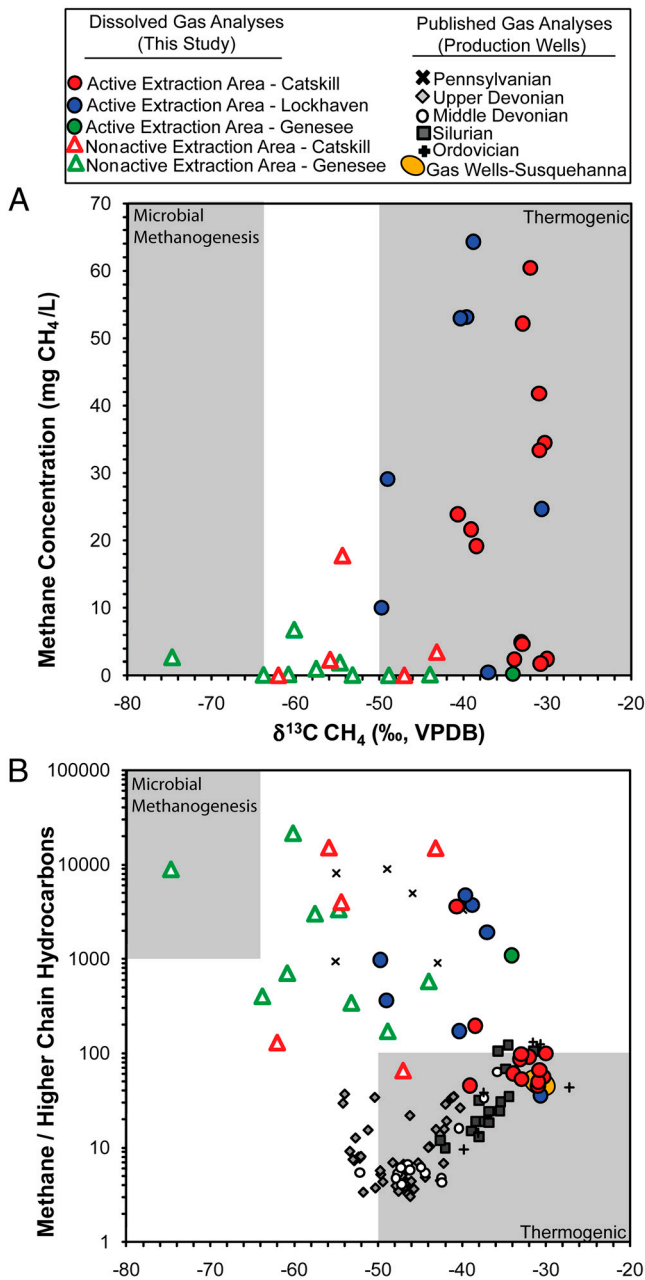 Dissolved Gas Analyses
(This Study)
Active Extraction Area - Catskill
Active Extraction Area - Lockhaven
Active Extraction Area - Genesee
Nonactive Extraction Area - Catskill
Nonactive Extraction Area - Genesee
Published Gas Analyses
(Production Wells)
Pennsylvanian
Upper Devonian
Middle Devonian
Silurian
Ordovician
Gas Wells-Susquehanna
A
Microbial
Methanogenesis
Thermogenic
Methane Concentration (mg CH₄/L)
70
60
50
40
30
20
10
0
-80 -70 -60 -50 -40 -30 -20
δ¹³C CH₄ (‰, VPDB)
B
Microbial
Methanogenesis
Thermogenic
Methane / Higher Chain Hydrocarbons
100000
10000
1000
100
10
1
-80 -70 -60 -50 -40 -30 -20